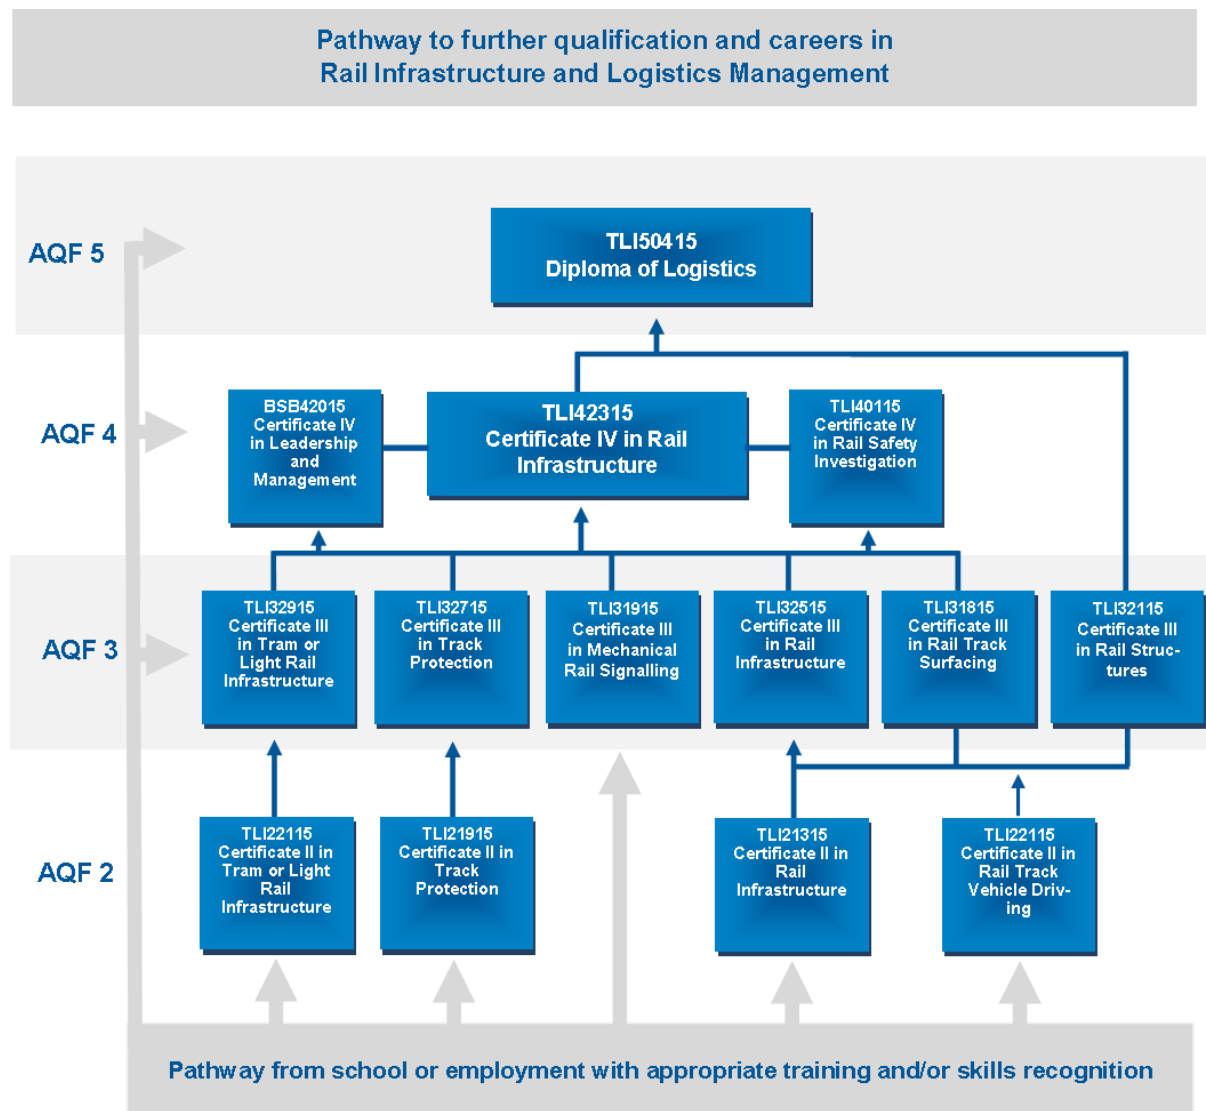 Pathway to further qualification and careers in
Rail Infrastructure and Logistics Management
AQF 5
TLI50415
Diploma of Logistics
AQF 4
BSB42015
Certificate IV
in Leadership
and
Management
TLI42315
Certificate IV in Rail
Infrastructure
TLI40115
Certificate IV
in Rail Safety
Investigation
AQF 3
TLI32915
Certificate III
in Tram or
Light Rail
Infrastructure
TLI32715
Certificate III
in Track
Protection
TLI31915
Certificate III
in Mechanical
Rail Signalling
TLI32515
Certificate III
in Rail
Infrastructure
TLI31815
Certificate III
in Rail Track
Surfacing
TLI32115
Certificate III
in Rail Struc-
tures
AQF 2
TLI22115
Certificate II in
Tram or Light
Rail
Infrastructure
TLI21915
Certificate II in
Track
Protection
TLI21315
Certificate II in
Rail
Infrastructure
TLI22115
Certificate II in
Rail Track
Vehicle Driv-
ing
Pathway from school or employment with appropriate training and/or skills recognition